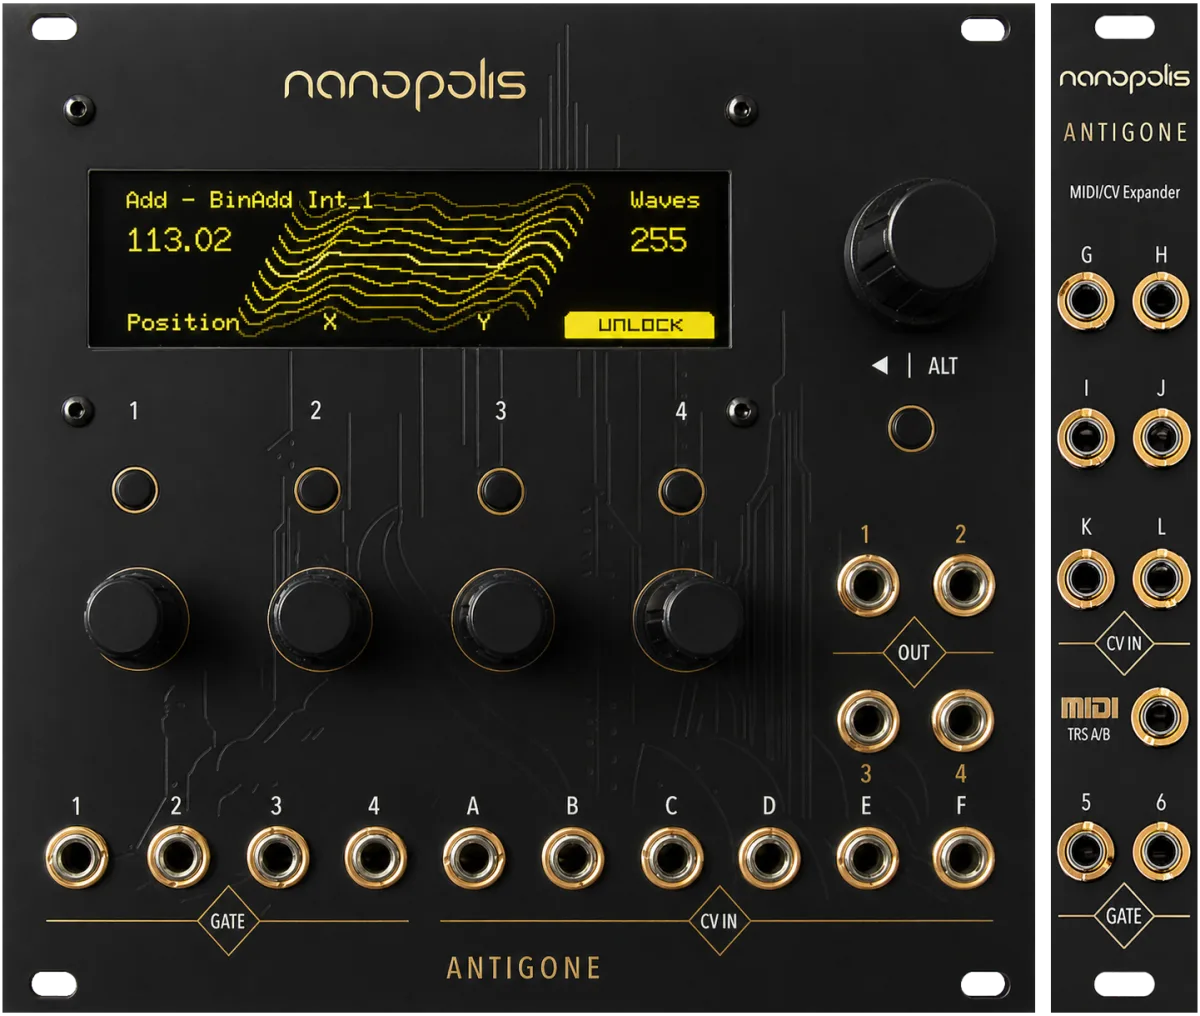 nanopolis
Add - BinAdd Int_1
Waves
113.02
255
Position
X
Y
UNLOCK
◀ | ALT
1
2
3
4
1
2
OUT
3
4
1
2
3
4
A
B
C
D
E
F
GATE
CV IN
ANTIGONE
nanopolis
ANTIGONE
MIDI/CV Expander
G
H
I
J
K
L
CV IN
MIDI
TRS A/B
5
6
GATE